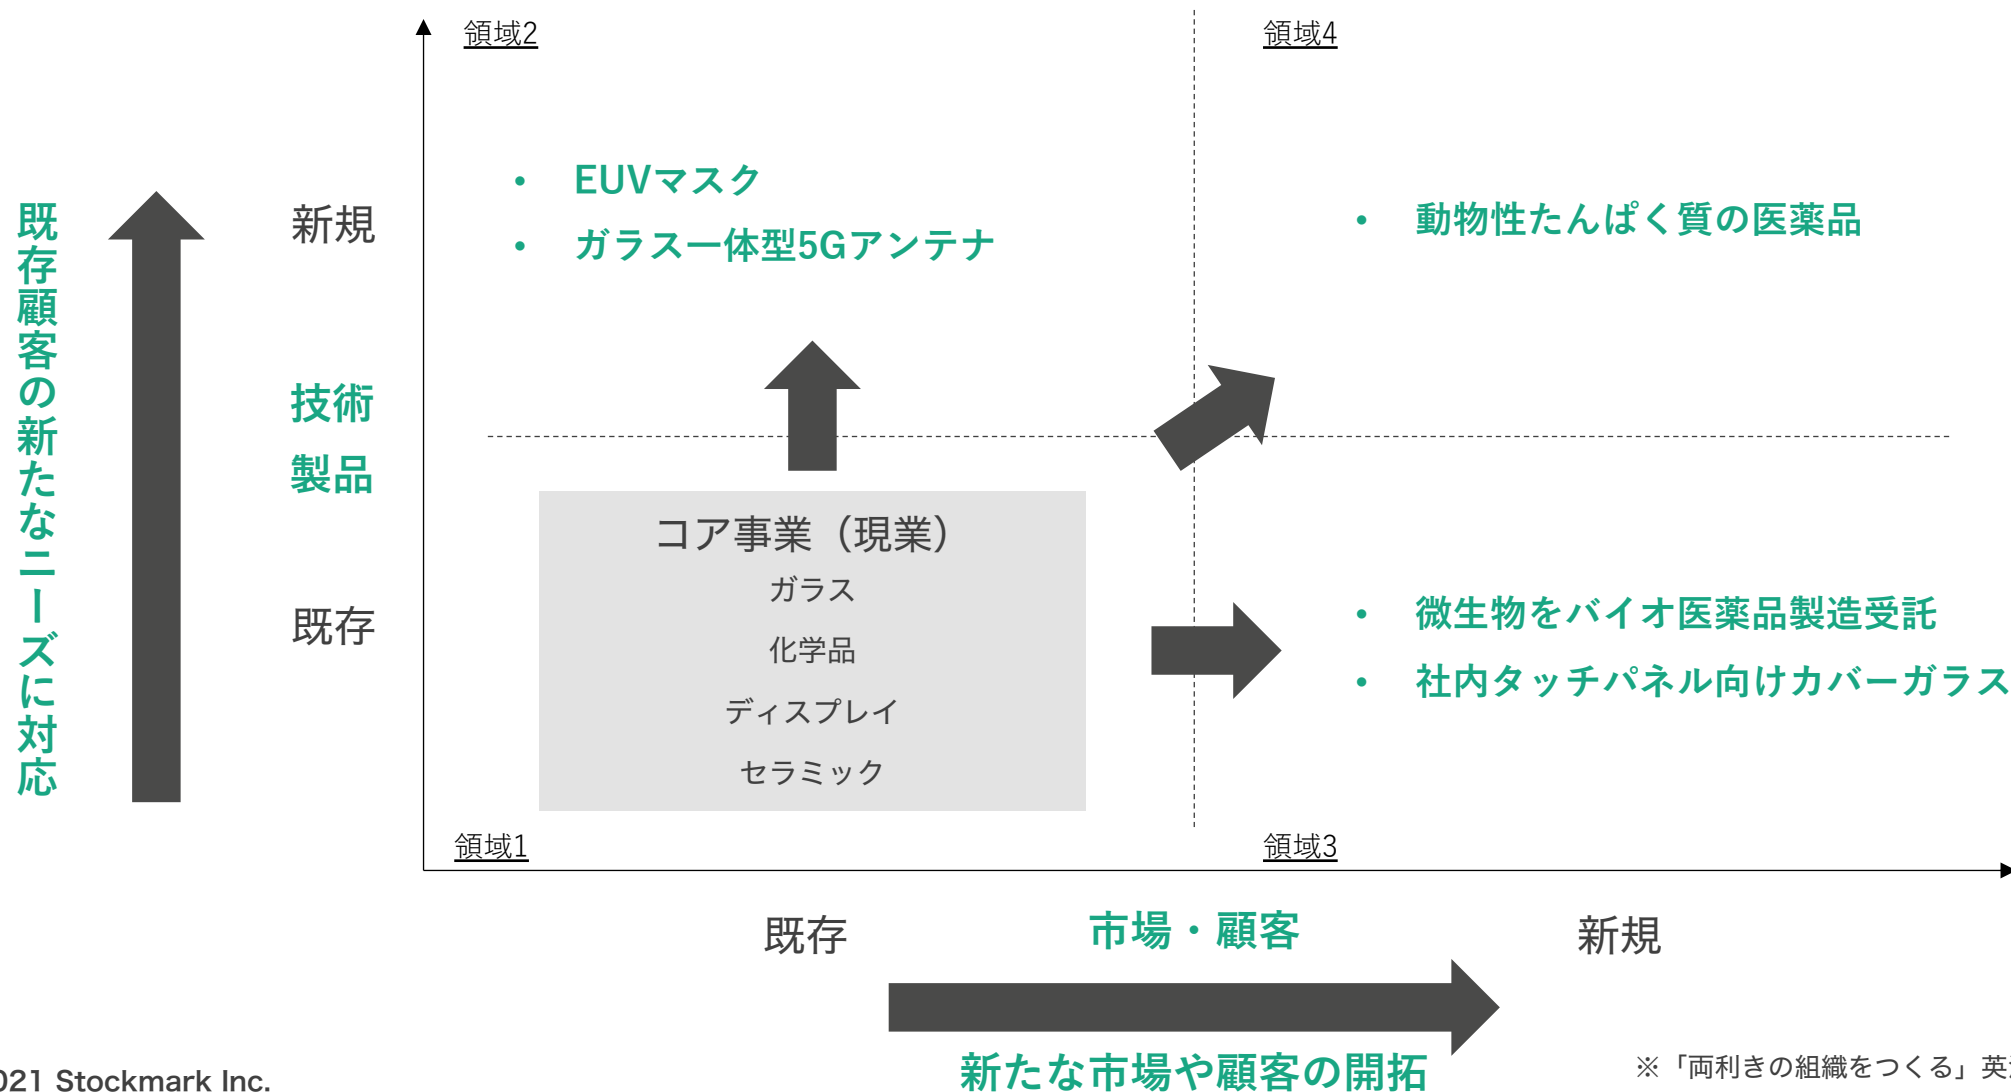 領域2
領域4
• EUVマスク
• ガラス一体型5Gアンテナ
• 動物性たんぱく質の医薬品
既存顧客の新たなニーズに対応
新規
技術
製品
既存
コア事業（現業）
ガラス
化学品
ディスプレイ
セラミック
• 微生物をバイオ医薬品製造受託
• 社内タッチパネル向けカバーガラス
領域1
領域3
既存
市場・顧客
新規
新たな市場や顧客の開拓
021 Stockmark Inc.
※「両利きの組織をつくる」英